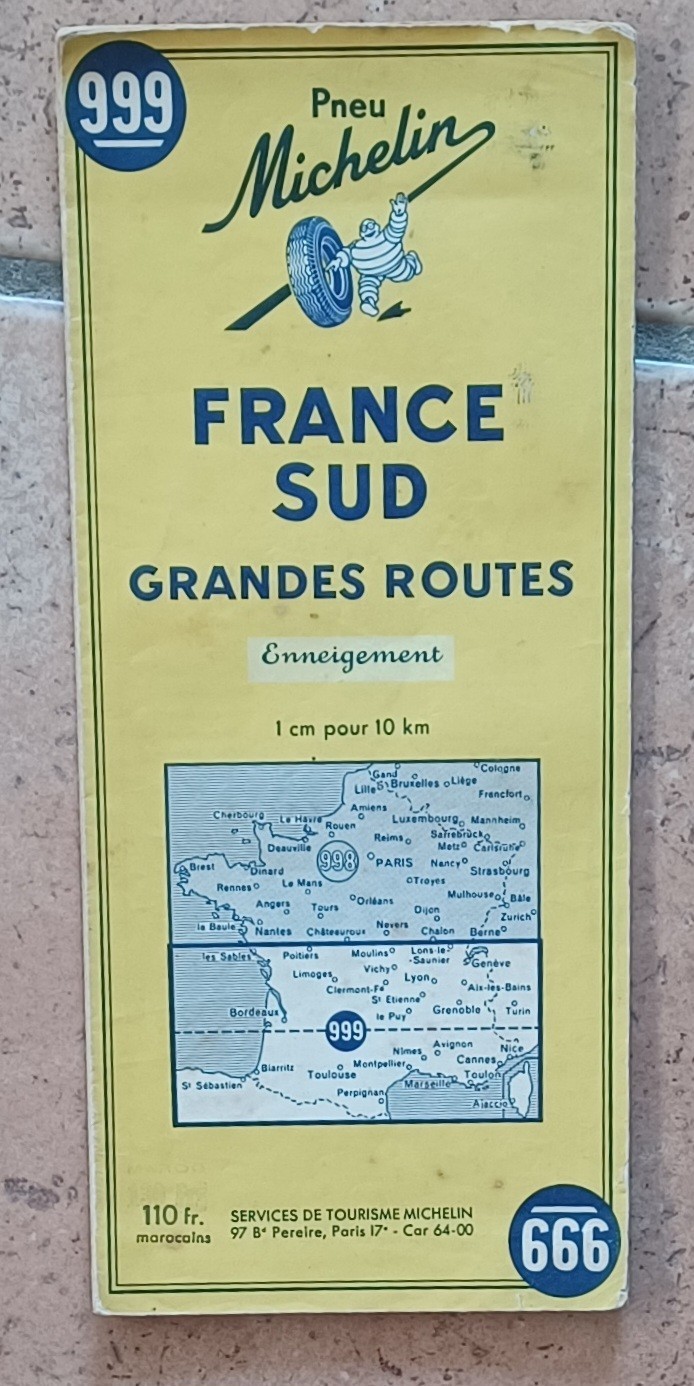 999
Pneu
Michelin
FRANCE
SUD
GRANDES ROUTES
Enneigement
1 cm pour 10 km
Gand
Cologne
Lille
Bruxelles
Liège
Francfort
Amiens
Cherbourg
Le Havre
Rouen
Luxembourg
Mannheim
Reims
Sarrebrück
Deauville
Metz
Carlsruhe
998
PARIS
Nancy
Brest
Dinard
Strasbourg
Rennes
Le Mans
Troyes
Angers
Tours
Orléans
Mulhouse
Bâle
Dijon
Zurich
la Baule
Nantes
Châteauroux
Nevers
Chalon
Berne
les Sables
Poitiers
Moulins
Lons-le
-Saunier
Genève
Limoges
Vichy
Lyon
Clermont-Fd
Aix-les-Bains
St Etienne
Bordeaux
le Puy
Grenoble
Turin
999
Nîmes
Avignon
Nice
Biarritz
Toulouse
Montpellier
Cannes
Toulon
St Sébastien
Marseille
Perpignan
Ajaccio
110 fr.
marocains
SERVICES DE TOURISME MICHELIN
97 Bd Pereire, Paris 17e - Car 64-00
666